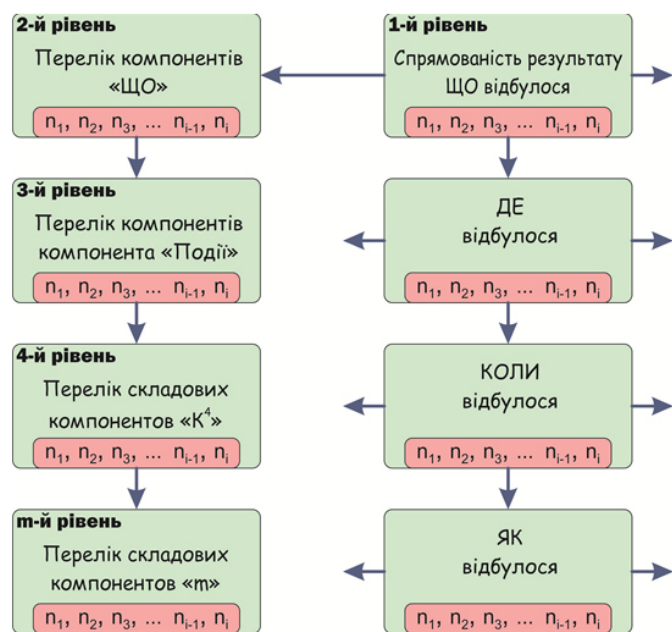 2-й рівень
Перелік компонентів
«ЩО»
n₁, n₂, n₃, ... nᵢ₋₁, nᵢ
3-й рівень
Перелік компонентів
компонента «Події»
n₁, n₂, n₃, ... nᵢ₋₁, nᵢ
4-й рівень
Перелік складових
компонентов «К⁴»
n₁, n₂, n₃, ... nᵢ₋₁, nᵢ
m-й рівень
Перелік складових
компонентов «m»
n₁, n₂, n₃, ... nᵢ₋₁, nᵢ
1-й рівень
Спрямованість результату
ЩО відбулося
n₁, n₂, n₃, ... nᵢ₋₁, nᵢ
ДЕ
відбулося
n₁, n₂, n₃, ... nᵢ₋₁, nᵢ
КОЛИ
відбулося
n₁, n₂, n₃, ... nᵢ₋₁, nᵢ
ЯК
відбулося
n₁, n₂, n₃, ... nᵢ₋₁, nᵢ